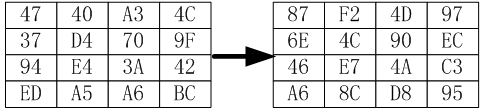 47 40 A3 4C 87 F2 4D 97
37 D4 70 9F 6E 4C 90 EC
94 E4 3A 42 46 E7 4A C3
ED A5 A6 BC A6 8C D8 95